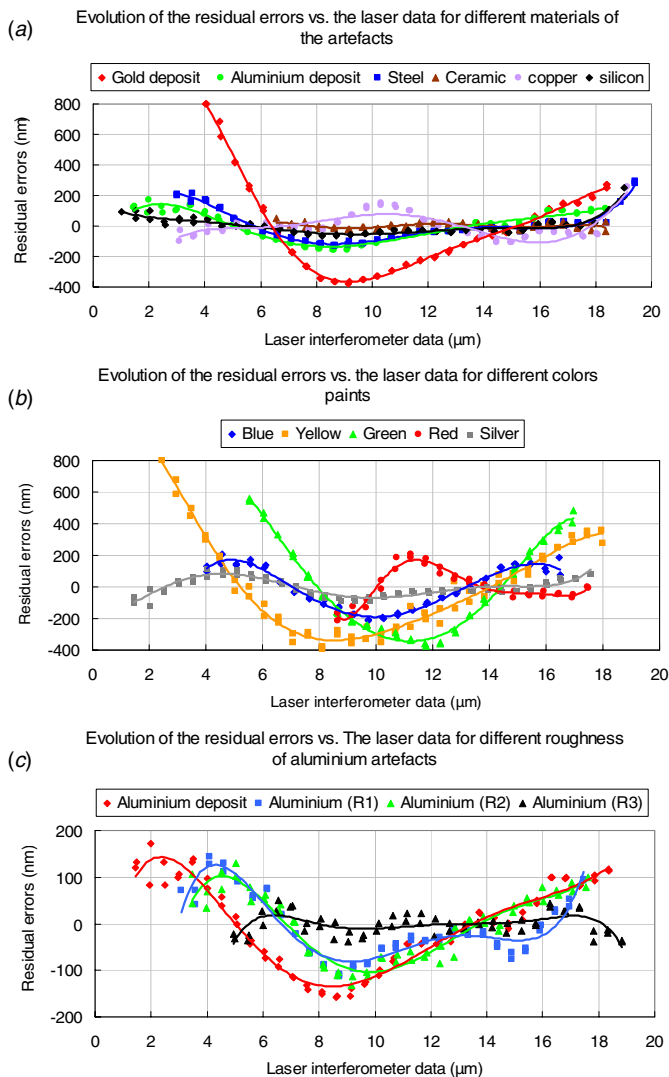 (a)
Evolution of the residual errors vs. the laser data for different materials of
the artefacts
Gold deposit Aluminium deposit Steel Ceramic copper silicon
800
600
400
200
0
-200
-400
Residual errors (nm)
0 2 4 6 8 10 12 14 16 18 20
Laser interferometer data (µm)
(b)
Evolution of the residual errors vs. the laser data for different colors
paints
Blue Yellow Green Red Silver
800
600
400
200
0
-200
-400
Residual errors (nm)
0 2 4 6 8 10 12 14 16 18 20
Laser interferometer data (µm)
(c)
Evolution of the residual errors vs. The laser data for different roughness
of aluminium artefacts
Aluminium deposit Aluminium (R1) Aluminium (R2) Aluminium (R3)
200
100
0
-100
-200
Residual errors (nm)
0 2 4 6 8 10 12 14 16 18 20
Laser interferometer data (µm)